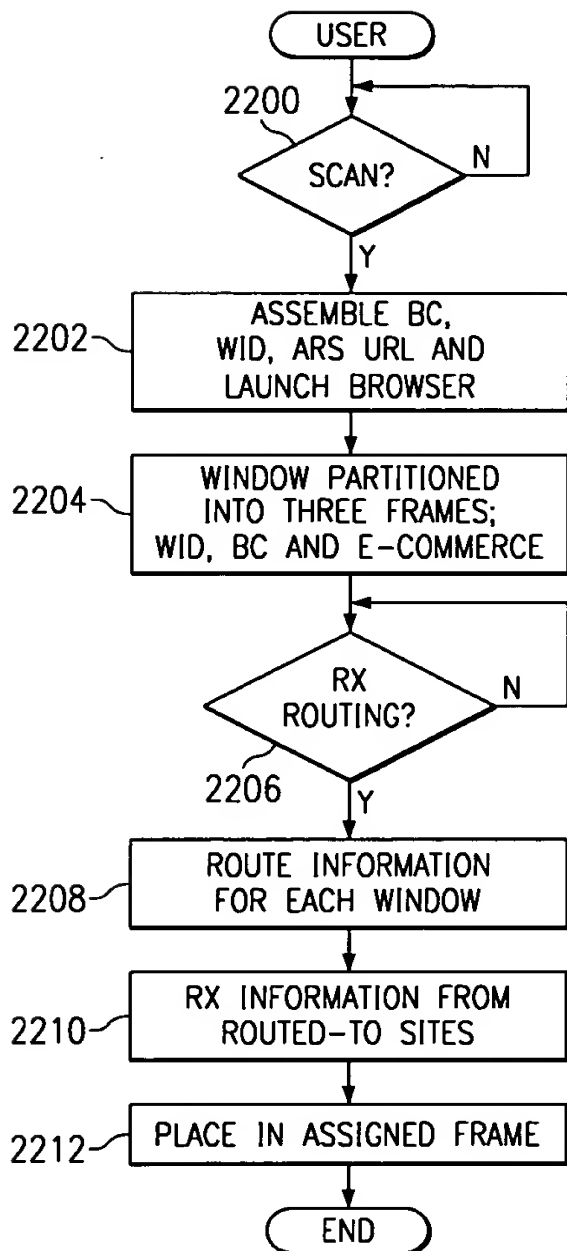 USER
2200
SCAN?
N
Y
2202
ASSEMBLE BC,
WID, ARS URL AND
LAUNCH BROWSER
2204
WINDOW PARTITIONED
INTO THREE FRAMES;
WID, BC AND E-COMMERCE
RX
ROUTING?
N
2206
Y
2208
ROUTE INFORMATION
FOR EACH WINDOW
2210
RX INFORMATION FROM
ROUTED-TO SITES
2212
PLACE IN ASSIGNED FRAME
END